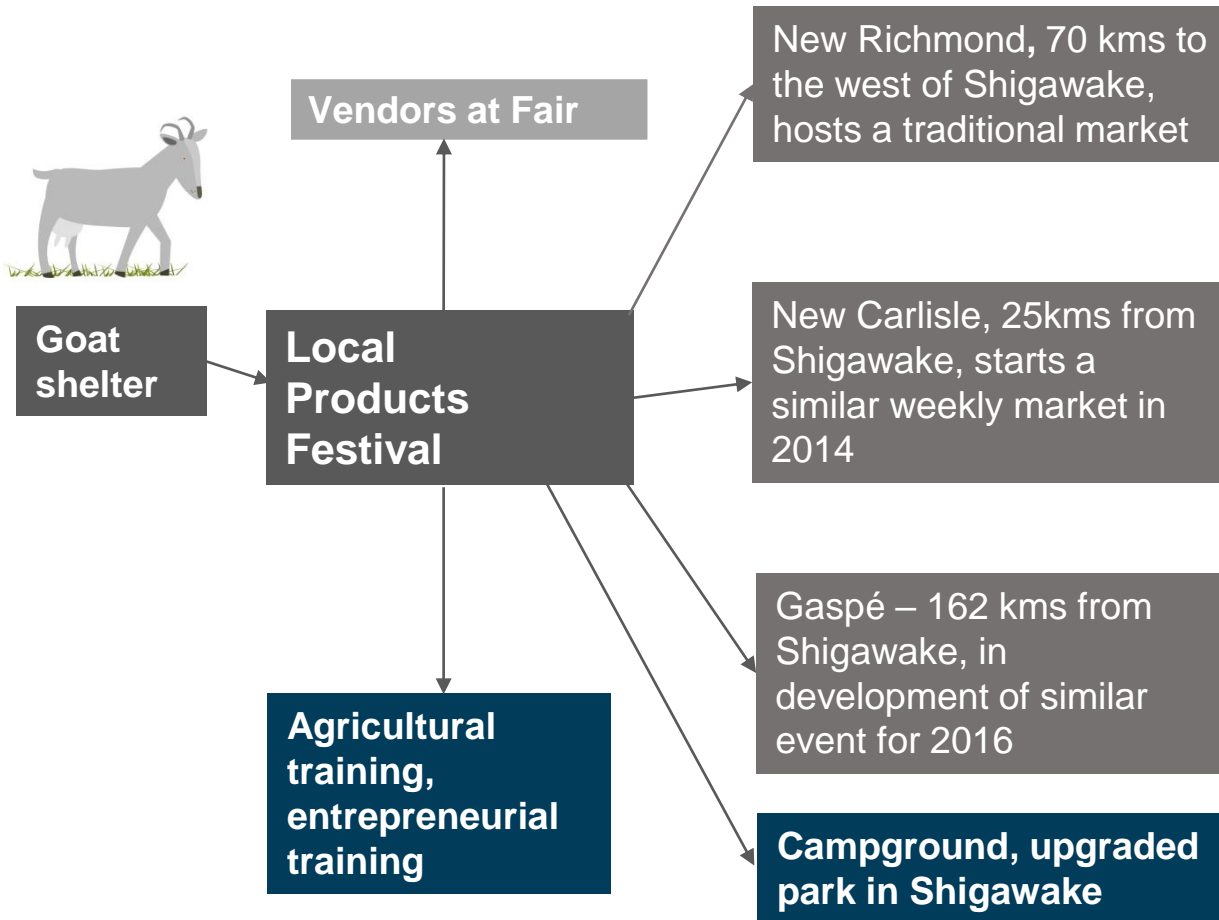 Vendors at Fair
New Richmond, 70 kms to
the west of Shigawake,
hosts a traditional market
Goat
shelter
Local
Products
Festival
New Carlisle, 25kms from
Shigawake, starts a
similar weekly market in
2014
Gaspé – 162 kms from
Shigawake, in
development of similar
event for 2016
Agricultural
training,
entrepreneurial
training
Campground, upgraded
park in Shigawake